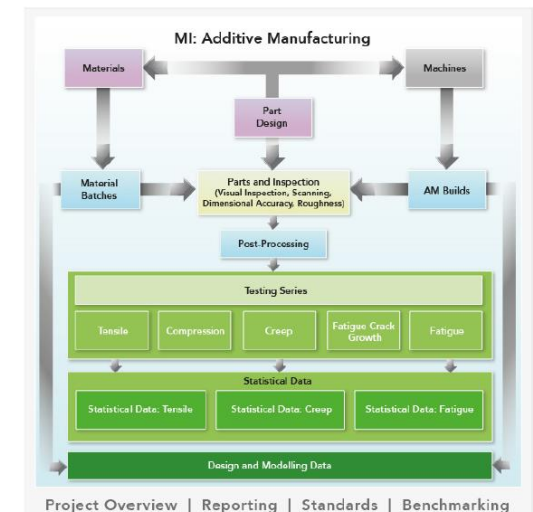 MI: Additive Manufacturing
Materials
Machines
Part
Design
Material
Batches
Parts and Inspection
(Visual Inspection, Scanning,
Dimensional Accuracy, Roughness)
AM Builds
Post-Processing
Testing Series
Tensile
Compression
Creep
Fatigue Crack
Growth
Fatigue
Statistical Data
Statistical Data: Tensile
Statistical Data: Creep
Statistical Data: Fatigue
Design and Modelling Data
Project Overview | Reporting | Standards | Benchmarking